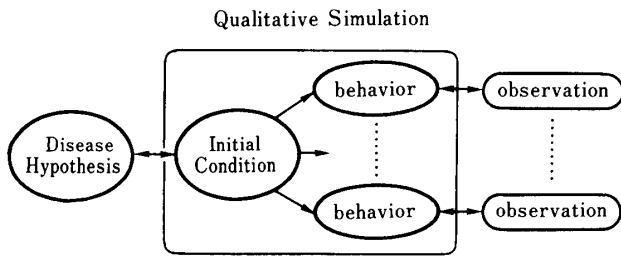 Qualitative Simulation
behavior
observation
Disease
Hypothesis
Initial
Condition
behavior
observation